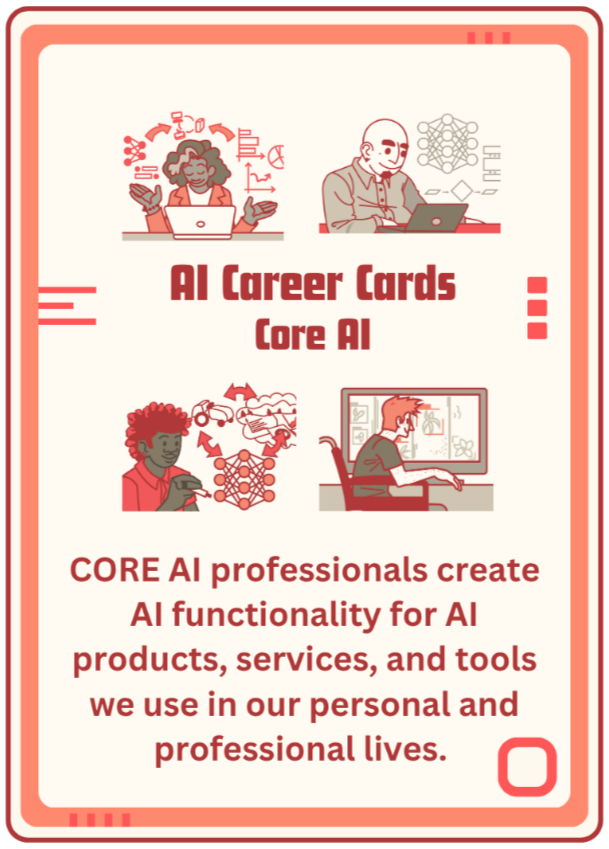 AI Career Cards
Core AI
CORE AI professionals create
AI functionality for AI
products, services, and tools
we use in our personal and
professional lives.